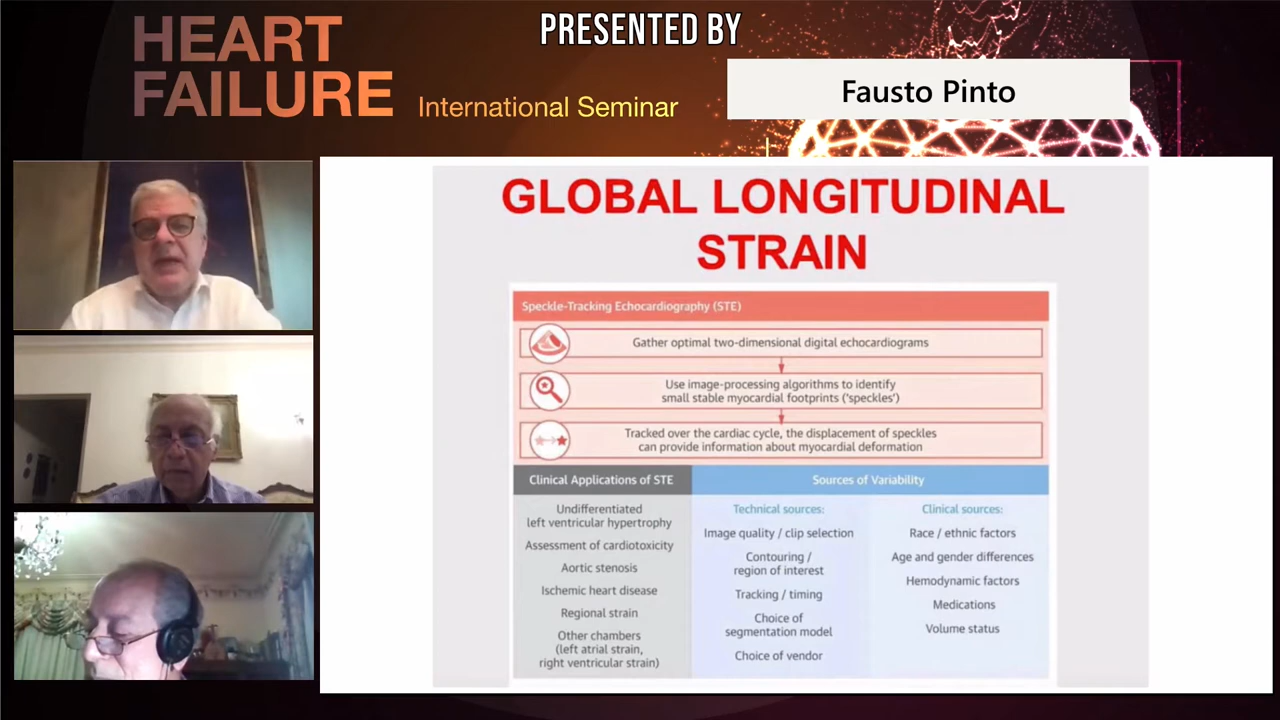 HEART
FAILURE
International Seminar
PRESENTED BY
Fausto Pinto
GLOBAL LONGITUDINAL
STRAIN
Speckle-Tracking Echocardiography (STE)
Gather optimal two-dimensional digital echocardiograms
Use image-processing algorithms to identify
small stable myocardial footprints ('speckles')
Tracked over the cardiac cycle, the displacement of speckles
can provide information about myocardial deformation
Clinical Applications of STE
Undifferentiated
left ventricular hypertrophy
Assessment of cardiotoxicity
Aortic stenosis
Ischemic heart disease
Regional strain
Other chambers
(left atrial strain,
right ventricular strain)
Sources of Variability
Technical sources:
Image quality / clip selection
Contouring /
region of interest
Tracking / timing
Choice of
segmentation model
Choice of vendor
Clinical sources:
Race / ethnic factors
Age and gender differences
Hemodynamic factors
Medications
Volume status